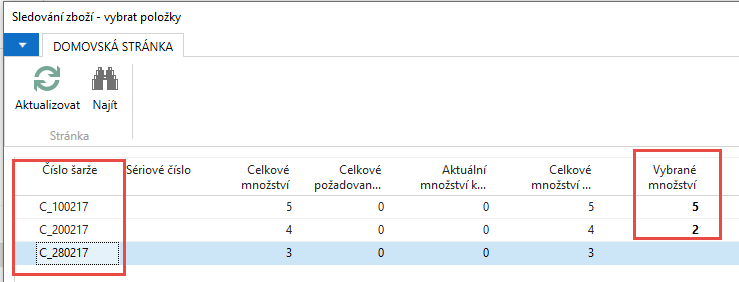 Sledování zboží - vybrat položky
DOMOVSKÁ STRÁNKA
Aktualizovat Najít
Stránka
Číslo šarže Sériové číslo Celkové množství Celkové požadovan... Aktuální množství k... Celkové množství ... Vybrané množství
C_100217 5 0 0 5 5
C_200217 4 0 0 4 2
C_280217 3 0 0 3